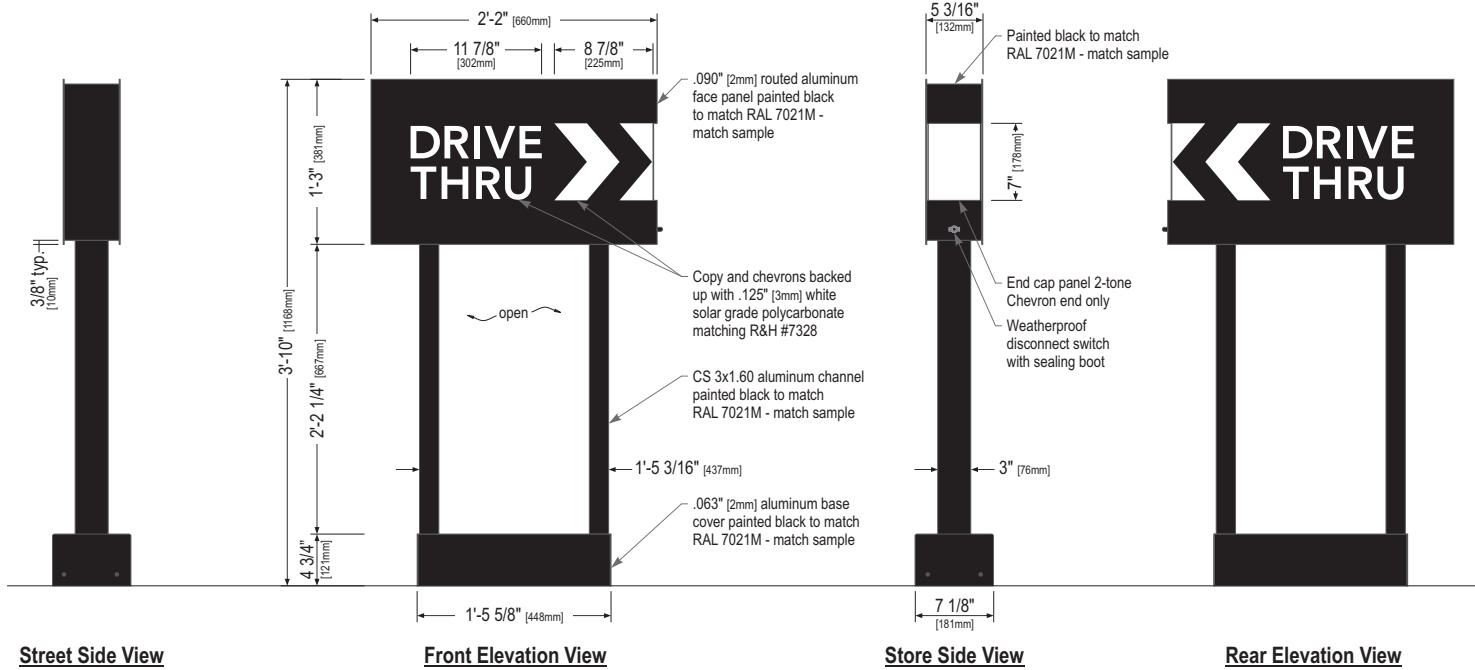 2'-2" [660mm]
11 7/8"
[302mm]
8 7/8"
[225mm]
.090" [2mm] routed aluminum
face panel painted black
to match RAL 7021M -
match sample
DRIVE
THRU
1'-3" [381mm]
3'-10" [1168mm]
2'-2 1/4" [667mm]
4 3/4"
[121mm]
3/8" typ.
[10mm]
open
Copy and chevrons backed
up with .125" [3mm] white
solar grade polycarbonate
matching R&H #7328
CS 3x1.60 aluminum channel
painted black to match
RAL 7021M - match sample
1'-5 3/16" [437mm]
.063" [2mm] aluminum base
cover painted black to match
RAL 7021M - match sample
1'-5 5/8" [448mm]
5 3/16"
[132mm]
Painted black to match
RAL 7021M - match sample
7" [178mm]
End cap panel 2-tone
Chevron end only
Weatherproof
disconnect switch
with sealing boot
3" [76mm]
7 1/8"
[181mm]
DRIVE
THRU
Street Side View
Front Elevation View
Store Side View
Rear Elevation View